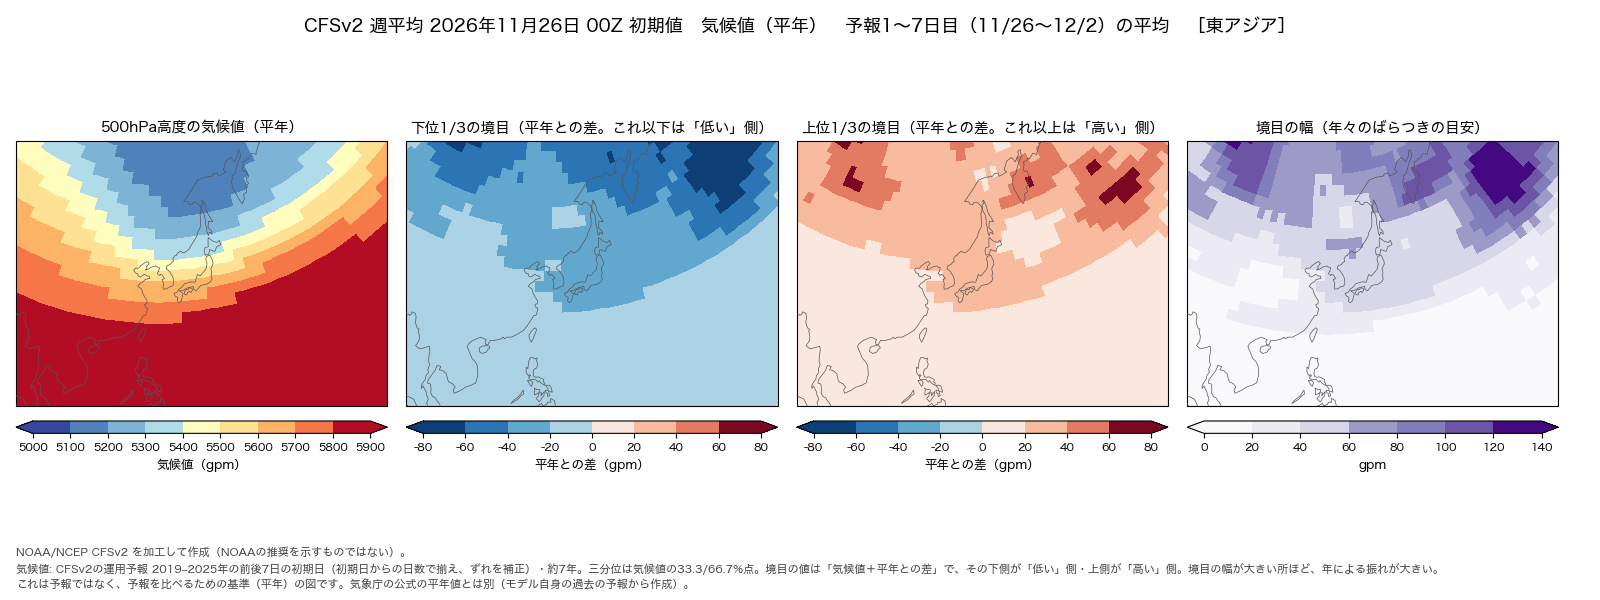 CFSv2 週平均 2026年11月26日 00Z 初期値　気候値（平年）　予報1～7日目（11/26～12/2）の平均　［東アジア］
500hPa高度の気候値（平年）
下位1/3の境目（平年との差。これ以下は「低い」側）
上位1/3の境目（平年との差。これ以上は「高い」側）
境目の幅（年々のばらつきの目安）
5000 5100 5200 5300 5400 5500 5600 5700 5800 5900
気候値（gpm）
-80 -60 -40 -20 0 20 40 60 80
平年との差（gpm）
-80 -60 -40 -20 0 20 40 60 80
平年との差（gpm）
0 20 40 60 80 100 120 140
gpm
NOAA/NCEP CFSv2 を加工して作成（NOAAの推奨を示すものではない）。
気候値: CFSv2の運用予報 2019–2025年の前後7日の初期日（初期日からの日数で揃え、ずれを補正）・約7年。三分位は気候値の33.3/66.7%点。境目の値は「気候値＋平年との差」で、その下側が「低い」側・上側が「高い」側。境目の幅が大きい所ほど、年による振れが大きい。
これは予報ではなく、予報を比べるための基準（平年）の図です。気象庁の公式の平年値とは別（モデル自身の過去の予報から作成）。